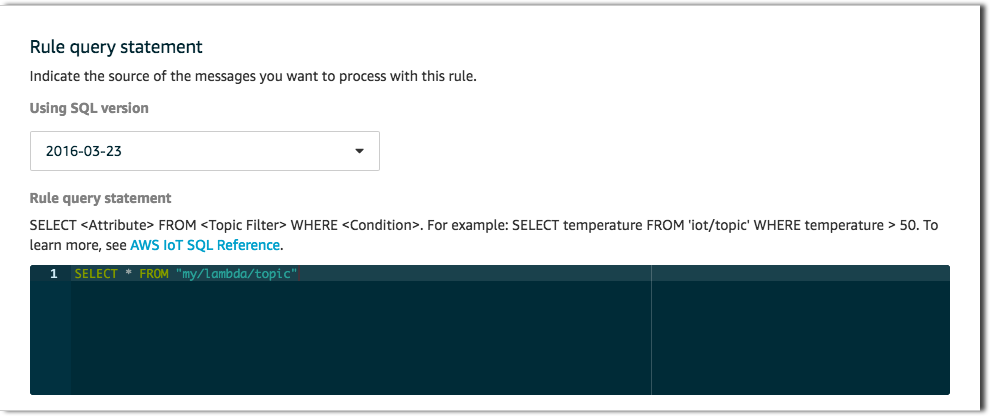 Rule query statement
Indicate the source of the messages you want to process with this rule.
Using SQL version
2016-03-23
Rule query statement
SELECT <Attribute> FROM <Topic Filter> WHERE <Condition>. For example: SELECT temperature FROM 'iot/topic' WHERE temperature > 50. To
learn more, see AWS IoT SQL Reference.
1 SELECT * FROM "my/lambda/topic"